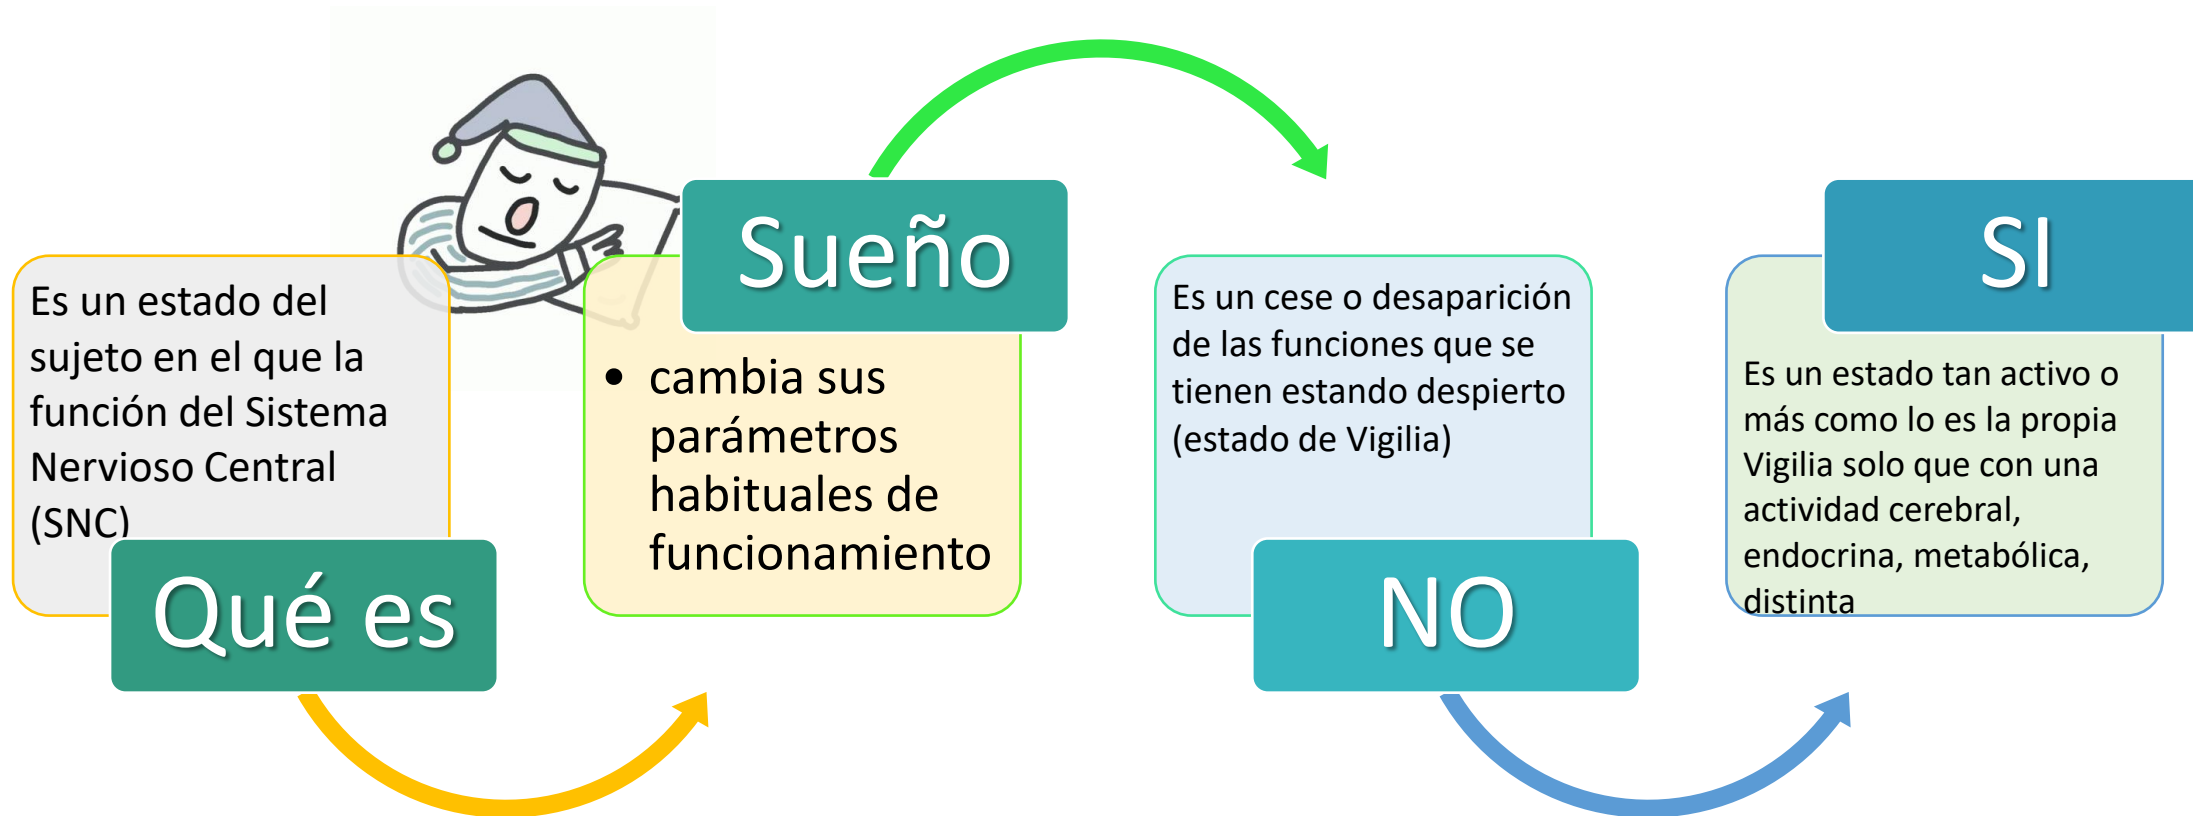 Es un estado del
sujeto en el que la
función del Sistema
Nervioso Central
(SNC)
Qué es
Sueño
• cambia sus
parámetros
habituales de
funcionamiento
Es un cese o desaparición
de las funciones que se
tienen estando despierto
(estado de Vigilia)
NO
SI
Es un estado tan activo o
más como lo es la propia
Vigilia solo que con una
actividad cerebral,
endocrina, metabólica,
distinta